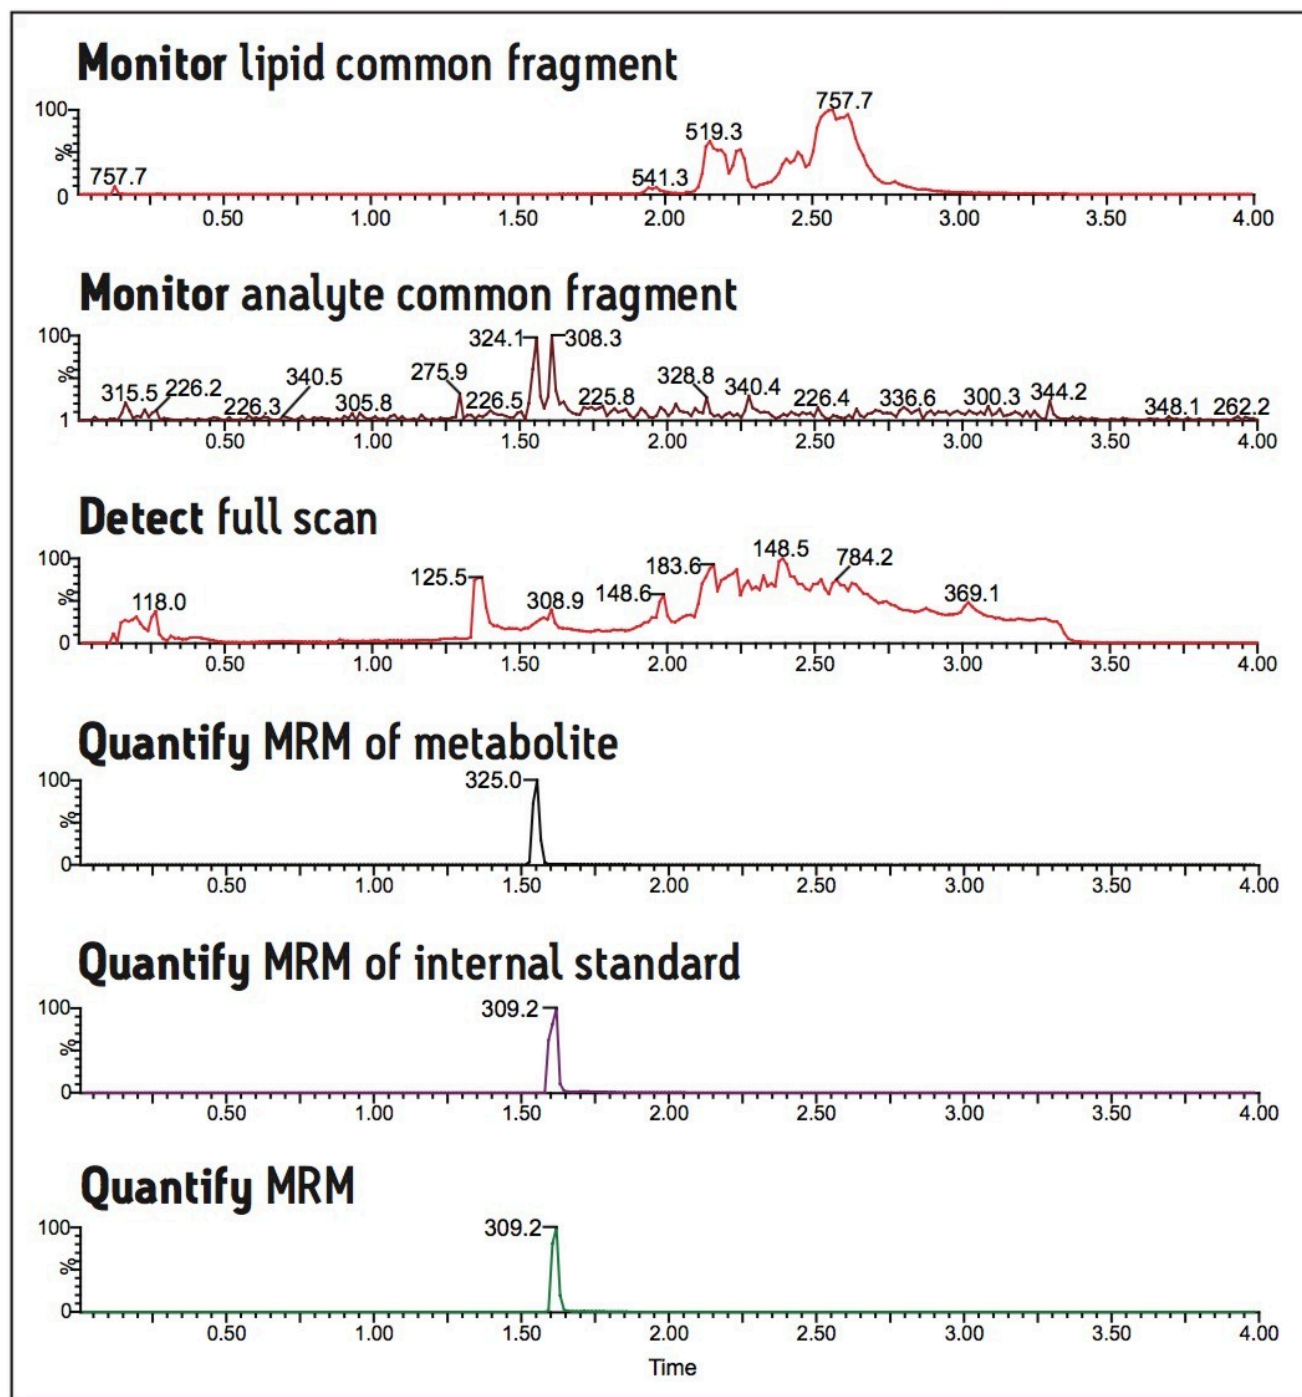 Monitor lipid common fragment
100
%
0
757.7
541.3
519.3
757.7
0.50 1.00 1.50 2.00 2.50 3.00 3.50 4.00
Monitor analyte common fragment
100
%
1
315.5 226.2 226.3 340.5 305.8 275.9 226.5 324.1 308.3 225.8 328.8 340.4 226.4 336.6 300.3 344.2 348.1 262.2
0.50 1.00 1.50 2.00 2.50 3.00 3.50 4.00
Detect full scan
100
%
0
118.0 125.5 308.9 148.6 183.6 148.5 784.2 369.1
0.50 1.00 1.50 2.00 2.50 3.00 3.50 4.00
Quantify MRM of metabolite
100
%
0
325.0
0.50 1.00 1.50 2.00 2.50 3.00 3.50 4.00
Quantify MRM of internal standard
100
%
0
309.2
0.50 1.00 1.50 2.00 2.50 3.00 3.50 4.00
Quantify MRM
100
%
0
309.2
0.50 1.00 1.50 2.00 2.50 3.00 3.50 4.00
Time